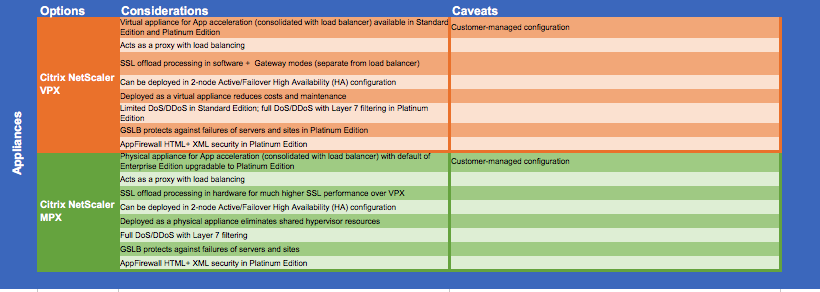 Options Considerations Caveats
Appliances
Citrix NetScaler
VPX
Virtual appliance for App acceleration (consolidated with load balancer) available in Standard
Edition and Platinum Edition
Customer-managed configuration
Acts as a proxy with load balancing
SSL offload processing in software + Gateway modes (separate from load balancer)
Can be deployed in 2-node Active/Failover High Availability (HA) configuration
Deployed as a virtual appliance reduces costs and maintenance
Limited DoS/DDoS in Standard Edition; full DoS/DDoS with Layer 7 filtering in Platinum
Edition
GSLB protects against failures of servers and sites in Platinum Edition
AppFirewall HTML+ XML security in Platinum Edition
Citrix NetScaler
MPX
Physical appliance for App acceleration (consolidated with load balancer) with default of
Enterprise Edition upgradable to Platinum Edition
Customer-managed configuration
Acts as a proxy with load balancing
SSL offload processing in hardware for much higher SSL performance over VPX
Can be deployed in 2-node Active/Failover High Availability (HA) configuration
Deployed as a physical appliance eliminates shared hypervisor resources
Full DoS/DDoS with Layer 7 filtering
GSLB protects against failures of servers and sites
AppFirewall HTML+ XML security in Platinum Edition